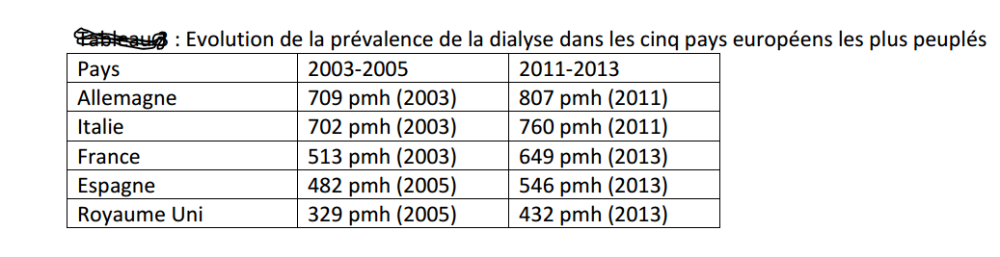 : Evolution de la prévalence de la dialyse dans les cinq pays européens les plus peuplés
Pays 2003-2005 2011-2013
Allemagne 709 pmh (2003) 807 pmh (2011)
Italie 702 pmh (2003) 760 pmh (2011)
France 513 pmh (2003) 649 pmh (2013)
Espagne 482 pmh (2005) 546 pmh (2013)
Royaume Uni 329 pmh (2005) 432 pmh (2013)